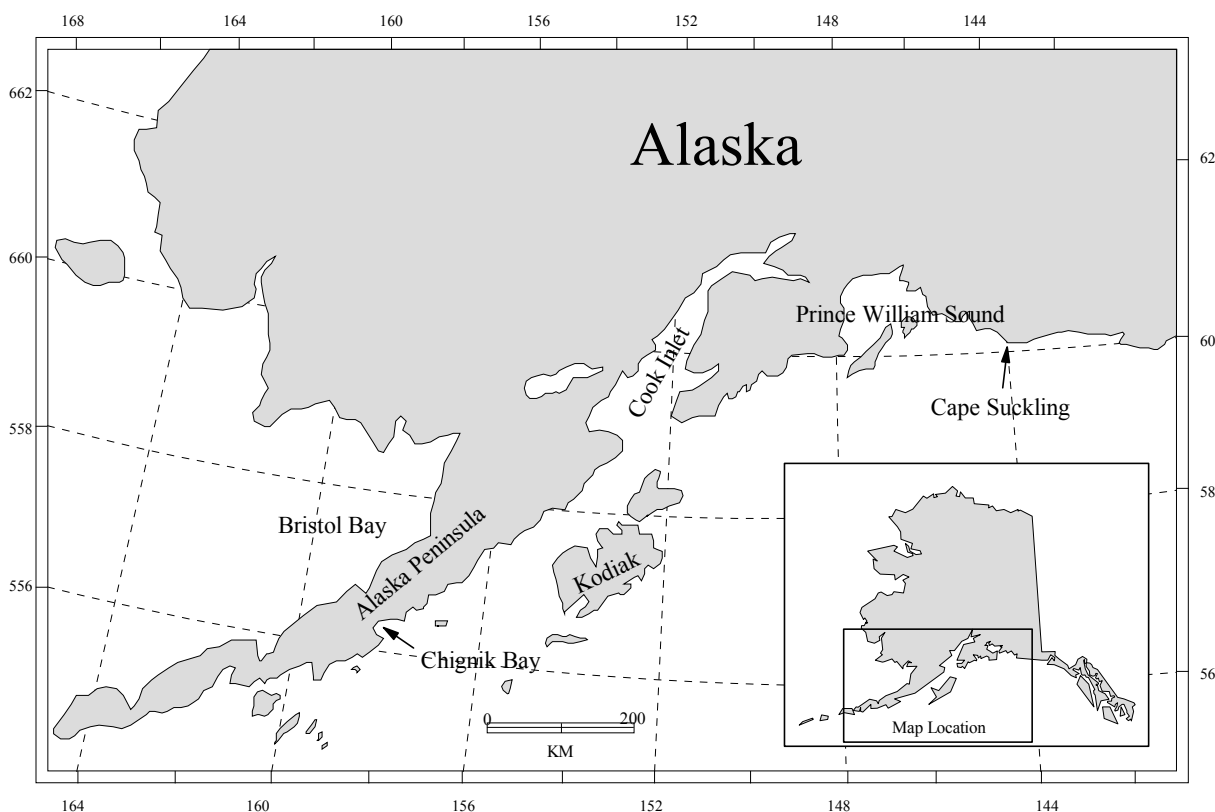 168 164 160 156 152 148 144
662
62
Alaska
660
Prince William Sound
60
Cook Inlet
Cape Suckling
558
58
Bristol Bay
Alaska Peninsula
Kodiak
556
Chignik Bay
56
0 200
KM
Map Location
164 160 156 152 148 144